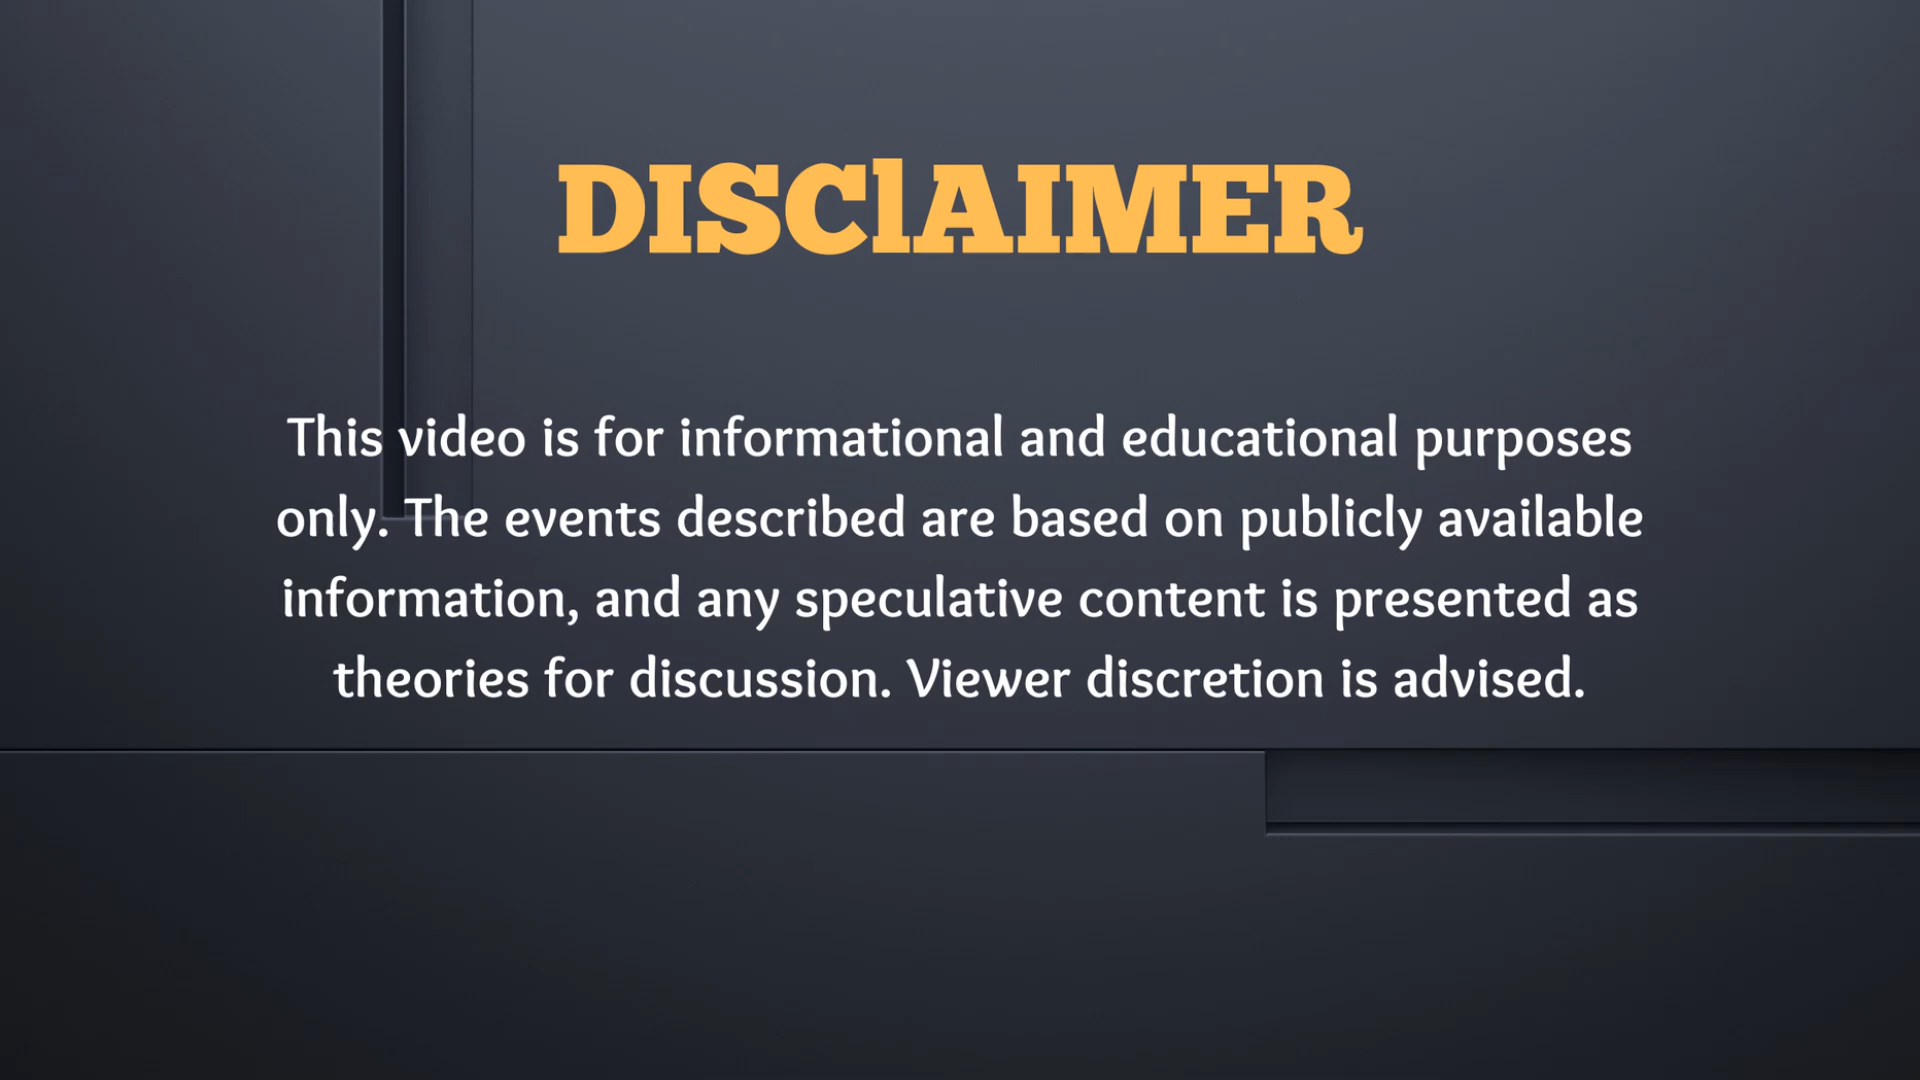 DISClAIMER
This video is for informational and educational purposes
only. The events described are based on publicly available
information, and any speculative content is presented as
theories for discussion. Viewer discretion is advised.